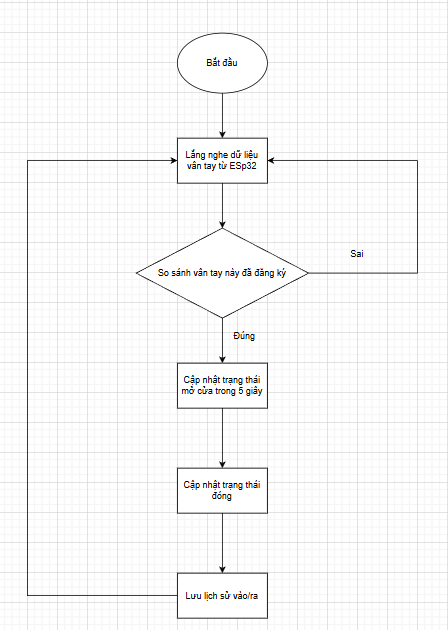 Bắt đầu
Lắng nghe dữ liệu
vân tay từ ESp32
So sánh vân tay này đã đăng ký
Sai
Đúng
Cập nhật trạng thái
mở cửa trong 5 giây
Cập nhật trạng thái
đóng
Lưu lịch sử vào/ra